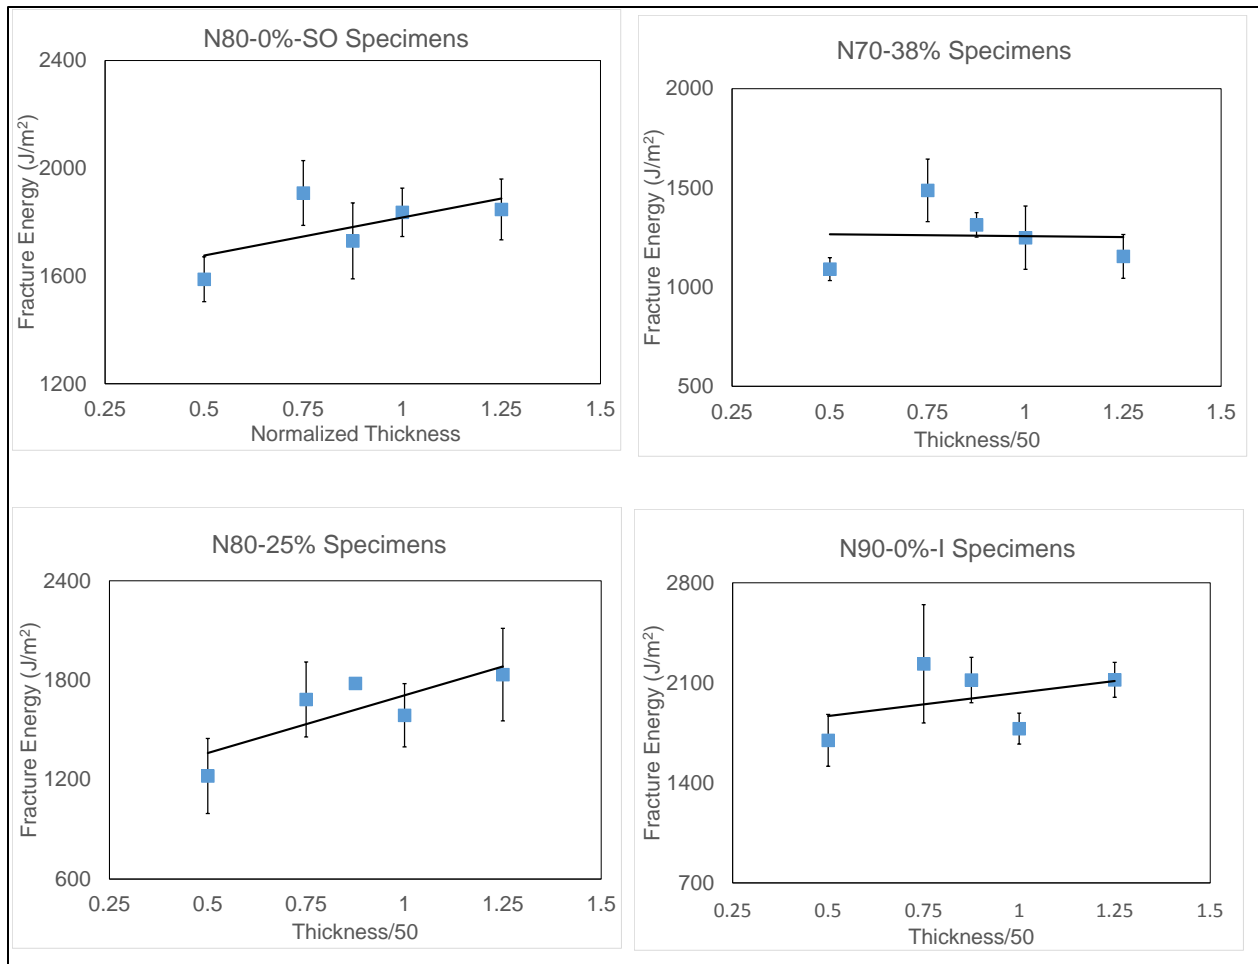 N80-0%-SO Specimens
2400
2000
1600
1200
Fracture Energy (J/m²)
0.25 0.5 0.75 1 1.25 1.5
Normalized Thickness
N70-38% Specimens
2000
1500
1000
500
Fracture Energy (J/m²)
0.25 0.5 0.75 1 1.25 1.5
Thickness/50
N80-25% Specimens
2400
1800
1200
600
Fracture Energy (J/m²)
0.25 0.5 0.75 1 1.25 1.5
Thickness/50
N90-0%-I Specimens
2800
2100
1400
700
Fracture Energy (J/m²)
0.25 0.5 0.75 1 1.25 1.5
Thickness/50